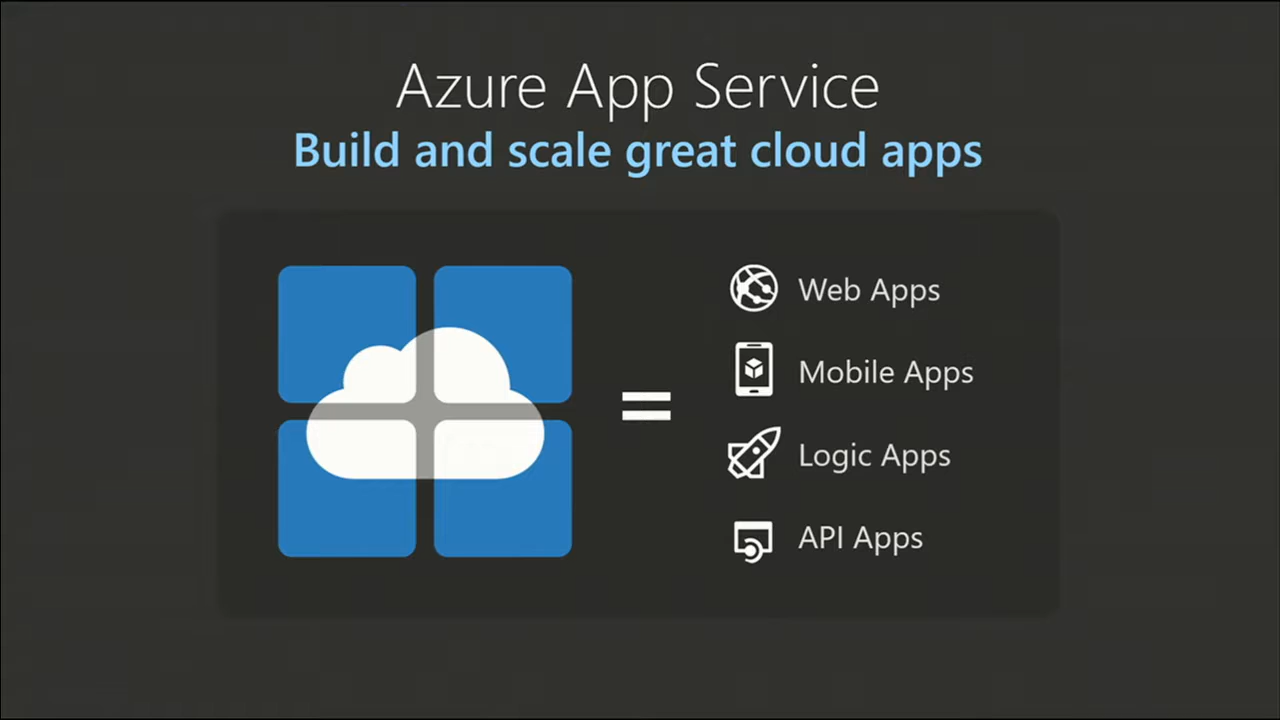 Azure App Service
Build and scale great cloud apps
=
Web Apps
Mobile Apps
Logic Apps
API Apps